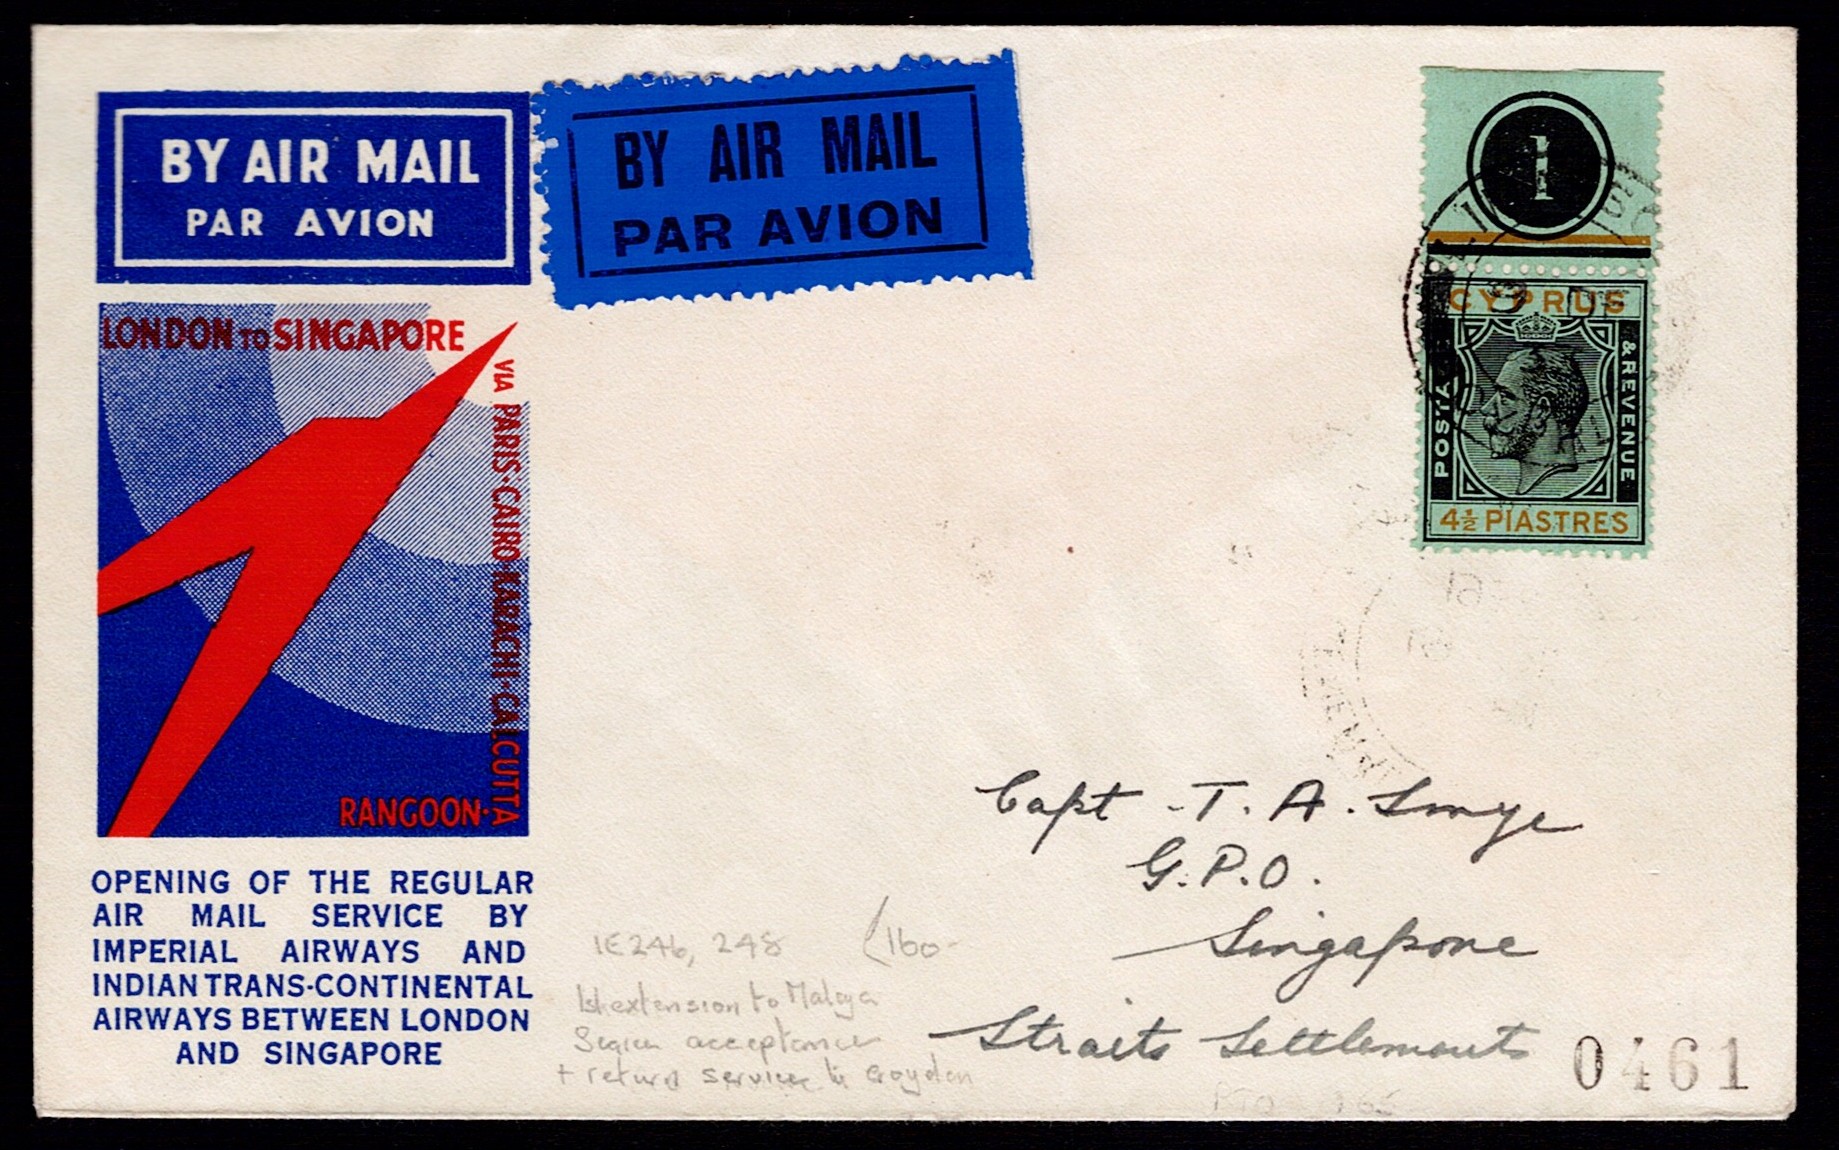 BY AIR MAIL
PAR AVION
BY AIR MAIL
PAR AVION
LONDON TO SINGAPORE
VIA PARIS·CAIRO·KARACHI·CALCUTTA
RANGOON·
OPENING OF THE REGULAR
AIR MAIL SERVICE BY
IMPERIAL AIRWAYS AND
INDIAN TRANS-CONTINENTAL
AIRWAYS BETWEEN LONDON
AND SINGAPORE
1
CYPRUS
POSTAGE
& REVENUE
4½ PIASTRES
Capt. T. A. Smye
G.P.O.
Singapore
Straits Settlements
0461
IE246, 248 (160-
1st extension to Malaya
acceptance
+ return service to Croydon